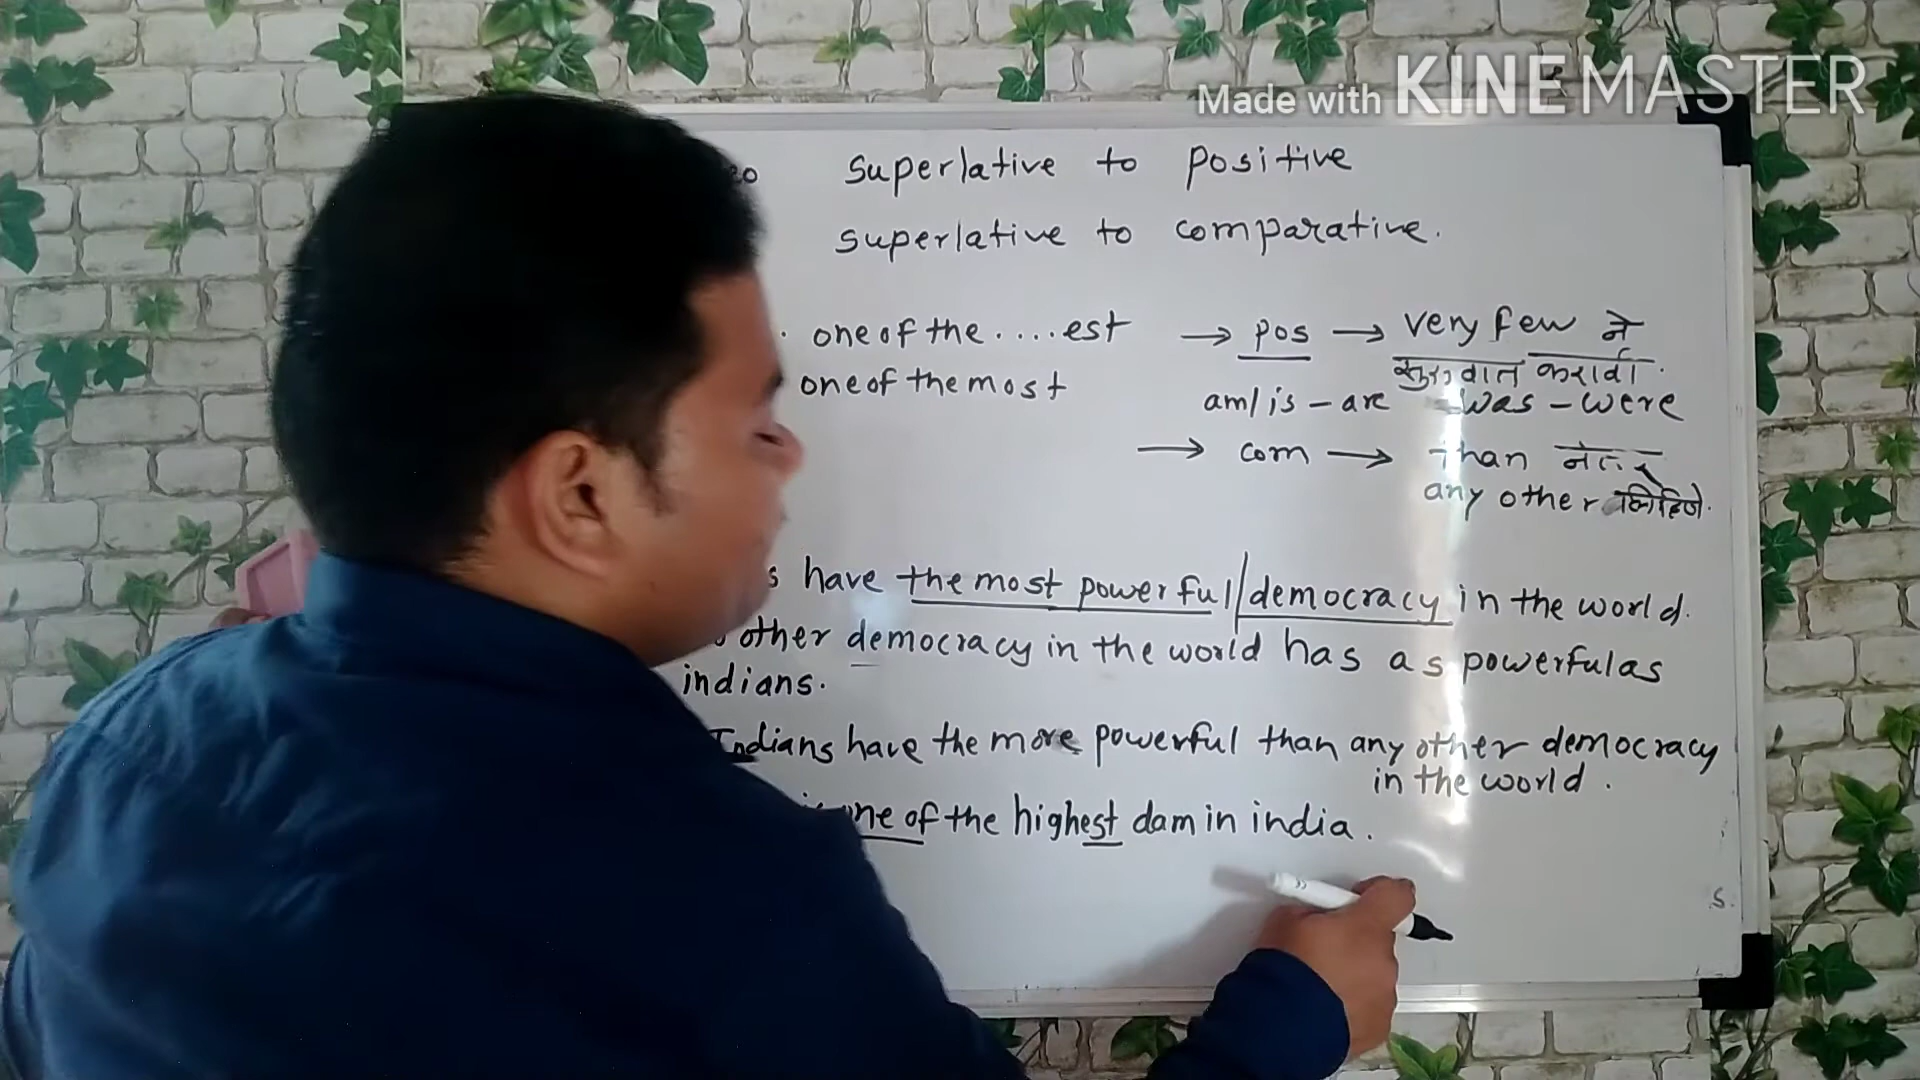 Made with KINEMASTER
superlative to positive
superlative to comparative.
one of the ....est → pos → very few ने
सुरुवात करावी.
one of the most am/is - are was - were
→ com → than नंतर
any other लिहिणे.
s have the most powerful democracy in the world.
other democracy in the world has as powerful as
indians.
Indians have the more powerful than any other democracy
in the world.
one of the highest dam in india.
S.